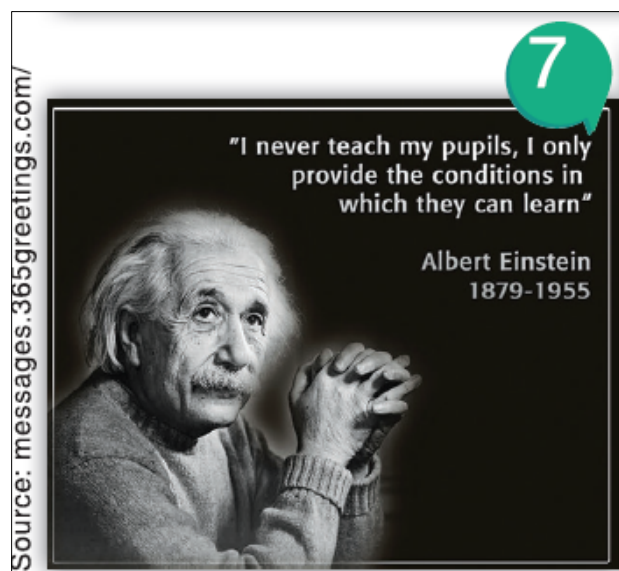 7
"I never teach my pupils, I only
provide the conditions in
which they can learn"
Albert Einstein
1879-1955
Source: messages.365greetings.com/